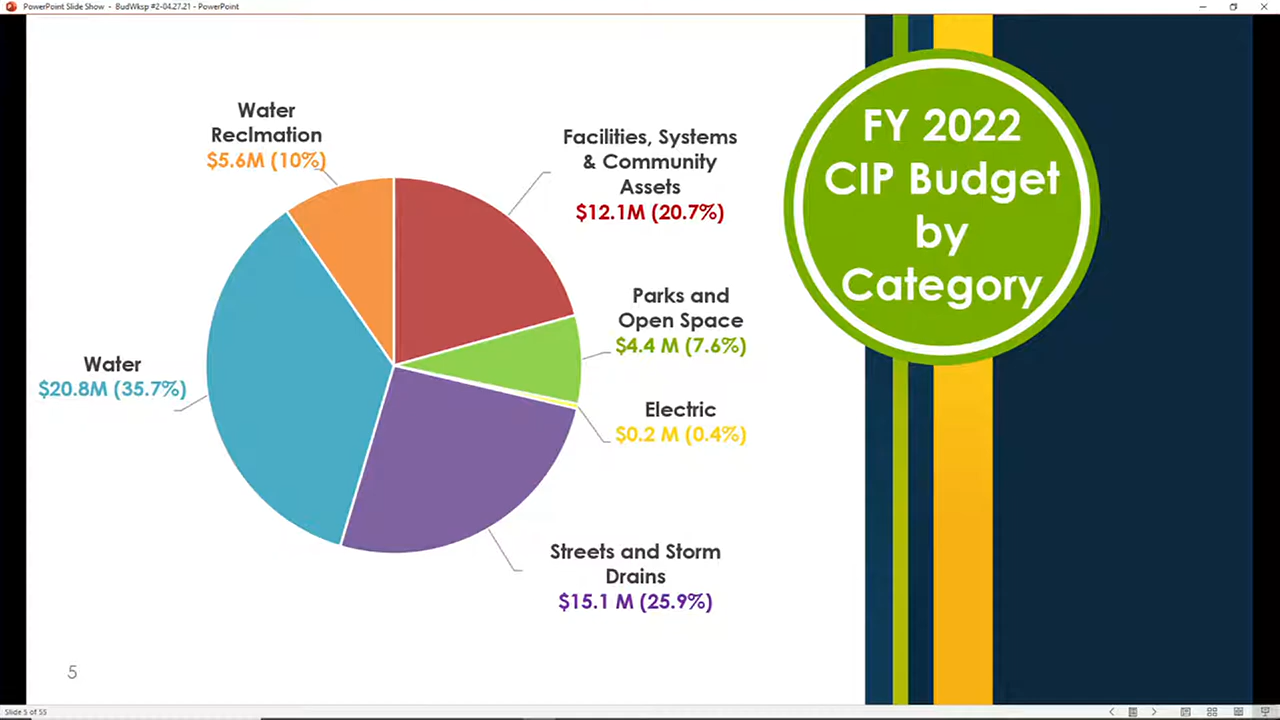 PowerPoint Slide Show - BudWksp #2-04.27.21 - PowerPoint
FY 2022
CIP Budget
by
Category
Water
Reclmation
$5.6M (10%)
Facilities, Systems
& Community
Assets
$12.1M (20.7%)
Parks and
Open Space
$4.4 M (7.6%)
Electric
$0.2 M (0.4%)
Water
$20.8M (35.7%)
Streets and Storm
Drains
$15.1 M (25.9%)
5
Slide 5 of 55